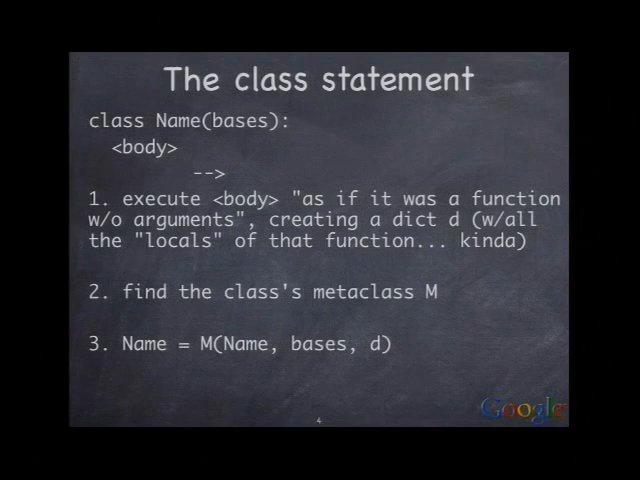 The class statement
class Name(bases):
<body>
-->
1. execute <body> "as if it was a function
w/o arguments", creating a dict d (w/all
the "locals" of that function... kinda)
2. find the class's metaclass M
3. Name = M(Name, bases, d)
Google
4